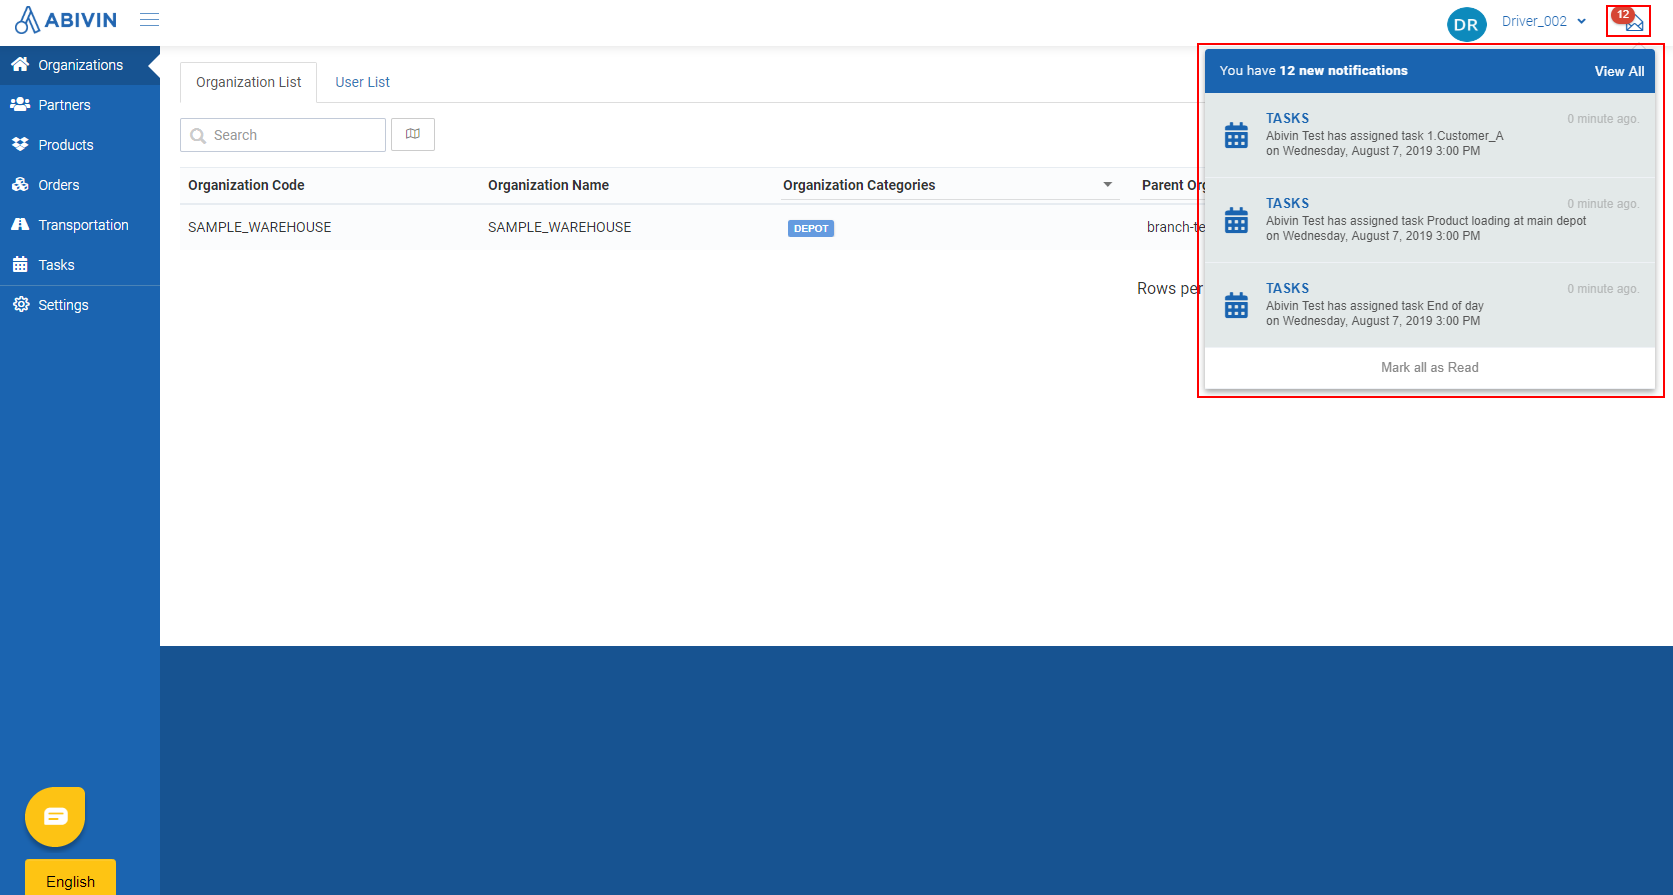 ABIVIN
DR
Driver_002
12
Organizations
Partners
Products
Orders
Transportation
Tasks
Settings
English
Organization List
User List
Search
Organization Code
Organization Name
Organization Categories
Parent Org
SAMPLE_WAREHOUSE
SAMPLE_WAREHOUSE
DEPOT
branch-te
Rows per
You have 12 new notifications
View All
TASKS
0 minute ago.
Abivin Test has assigned task 1.Customer_A
on Wednesday, August 7, 2019 3:00 PM
TASKS
0 minute ago.
Abivin Test has assigned task Product loading at main depot
on Wednesday, August 7, 2019 3:00 PM
TASKS
0 minute ago.
Abivin Test has assigned task End of day
on Wednesday, August 7, 2019 3:00 PM
Mark all as Read